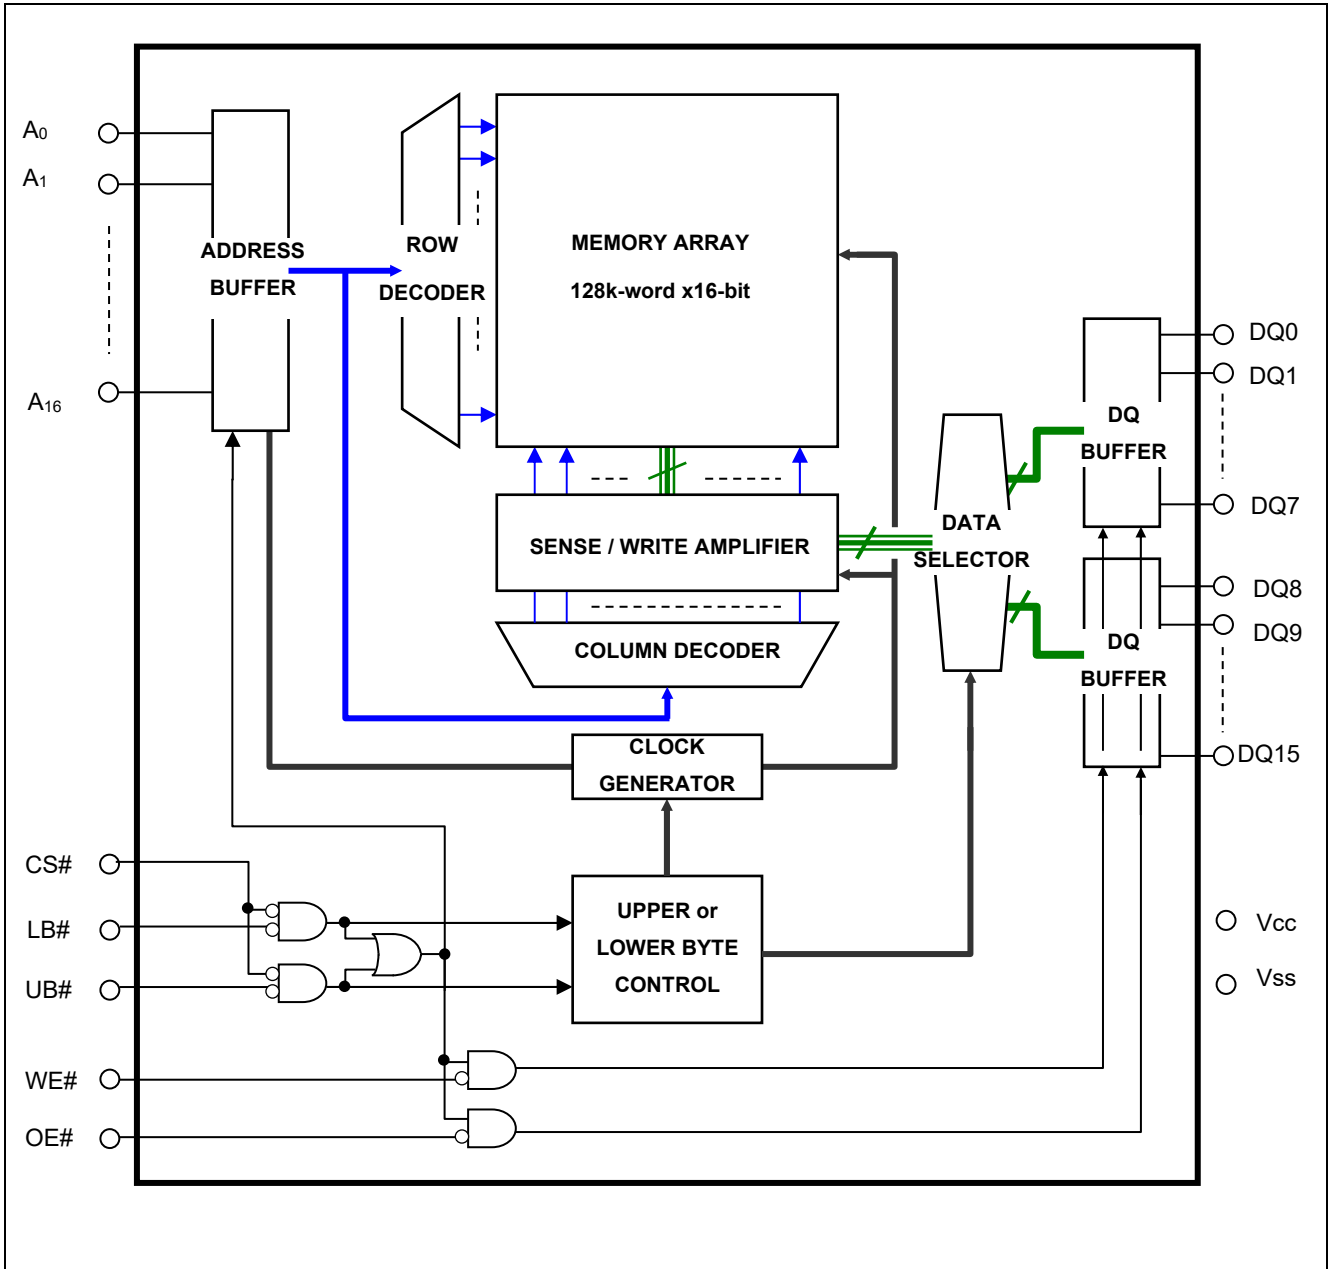 A0
A1
A16
ADDRESS
BUFFER
ROW
DECODER
MEMORY ARRAY
128k-word x16-bit
SENSE / WRITE AMPLIFIER
COLUMN DECODER
CLOCK
GENERATOR
DATA
SELECTOR
DQ
BUFFER
DQ
BUFFER
DQ0
DQ1
DQ7
DQ8
DQ9
DQ15
CS#
LB#
UB#
WE#
OE#
UPPER or
LOWER BYTE
CONTROL
Vcc
Vss